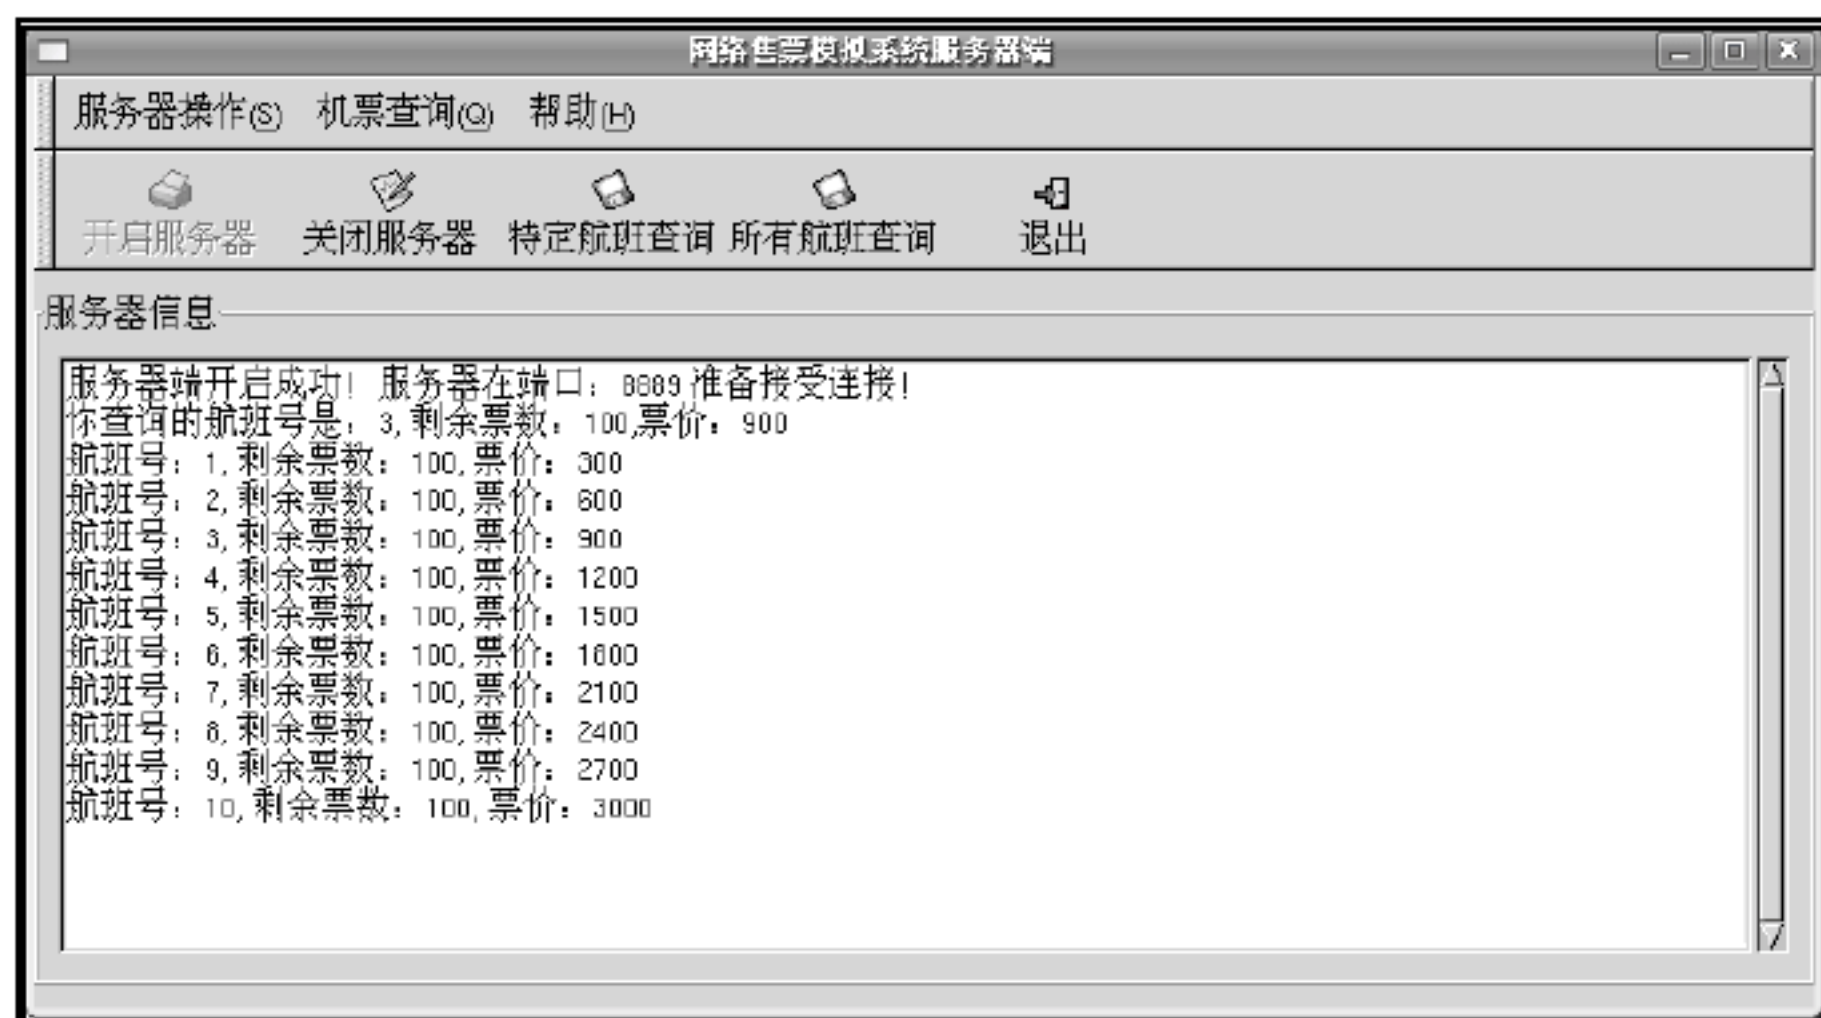 网络售票模拟系统服务器端
服务器操作(S) 机票查询(Q) 帮助(H)
开启服务器 关闭服务器 特定航班查询 所有航班查询 退出
服务器信息
服务器端开启成功! 服务器在端口: 8889 准备接受连接!
你查询的航班号是: 3, 剩余票数: 100,票价: 900
航班号: 1, 剩余票数: 100, 票价: 300
航班号: 2, 剩余票数: 100, 票价: 600
航班号: 3, 剩余票数: 100, 票价: 900
航班号: 4, 剩余票数: 100, 票价: 1200
航班号: 5, 剩余票数: 100, 票价: 1500
航班号: 6, 剩余票数: 100, 票价: 1800
航班号: 7, 剩余票数: 100, 票价: 2100
航班号: 8, 剩余票数: 100, 票价: 2400
航班号: 9, 剩余票数: 100, 票价: 2700
航班号: 10, 剩余票数: 100, 票价: 3000